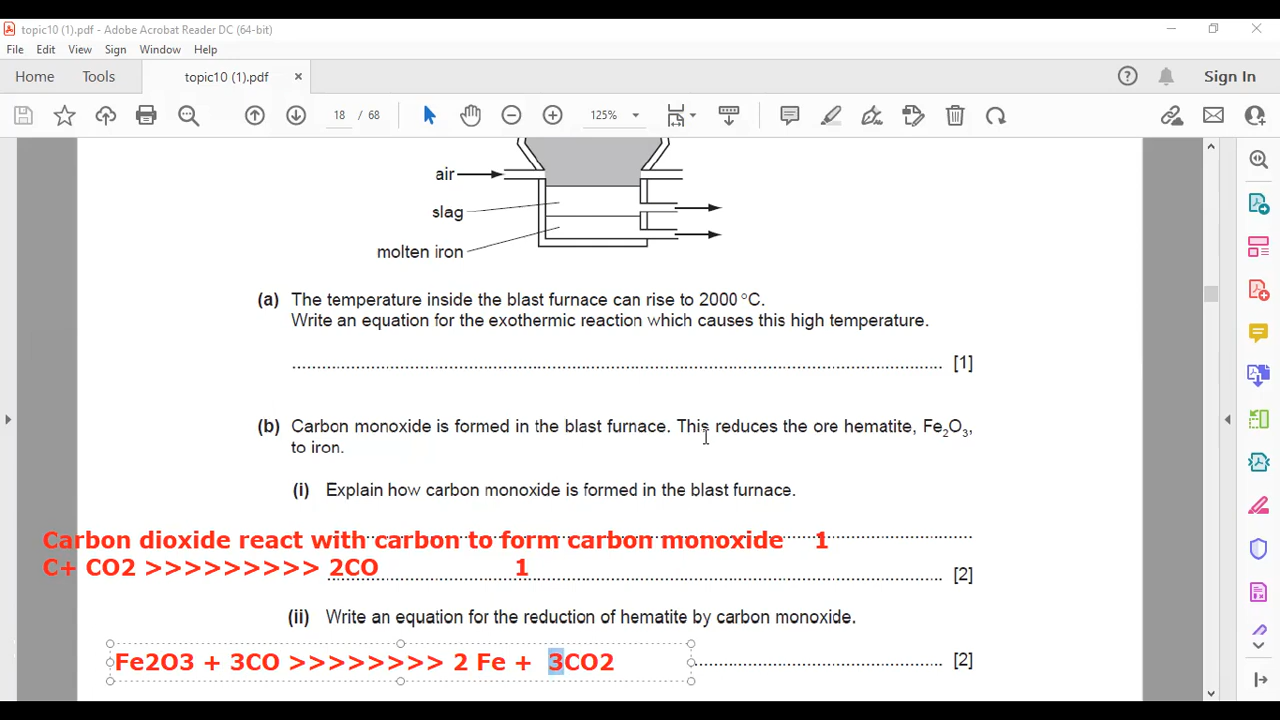 topic10 (1).pdf - Adobe Acrobat Reader DC (64-bit)
File Edit View Sign Window Help
Home Tools topic10 (1).pdf × Sign In
18 / 68 125%
air
slag
molten iron
(a) The temperature inside the blast furnace can rise to 2000 °C.
Write an equation for the exothermic reaction which causes this high temperature.
.......................................................................................................... [1]
(b) Carbon monoxide is formed in the blast furnace. This reduces the ore hematite, Fe₂O₃,
to iron.
(i) Explain how carbon monoxide is formed in the blast furnace.
Carbon dioxide react with carbon to form carbon monoxide 1
C+ CO2 >>>>>>>>> 2CO 1 [2]
(ii) Write an equation for the reduction of hematite by carbon monoxide.
Fe2O3 + 3CO >>>>>>>> 2 Fe + 3CO2 [2]